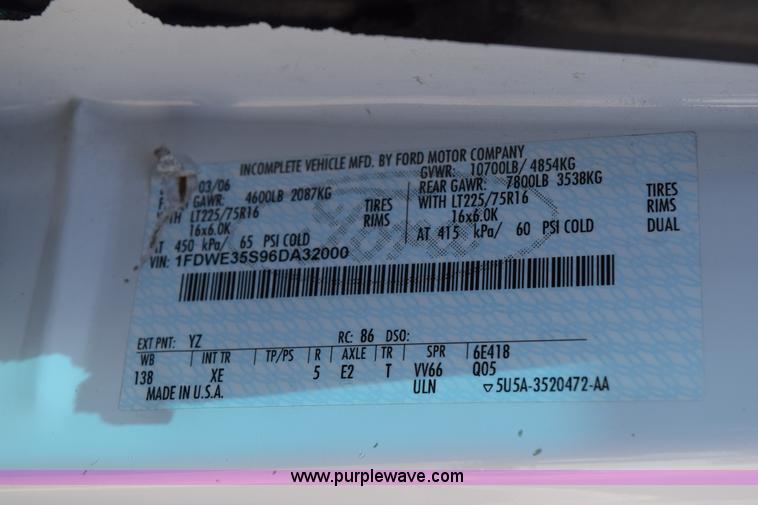 INCOMPLETE VEHICLE MFD. BY FORD MOTOR COMPANY
03/06 GVWR: 10700LB/ 4854KG
GAWR: 4600LB 2087KG REAR GAWR: 7800LB 3538KG
WITH LT225/75R16 TIRES WITH LT225/75R16 TIRES
16x6.0K RIMS 16x6.0K RIMS
AT 450 kPa/ 65 PSI COLD AT 415 kPa/ 60 PSI COLD DUAL
VIN: 1FDWE35S96DA32000
Ford
EXT PNT: YZ RC: 86 DSO:
WB INT TR TP/PS R AXLE TR SPR 6E418
138 XE 5 E2 T VV66 Q05
MADE IN U.S.A. ULN ▽5U5A-3520472-AA
www.purplewave.com